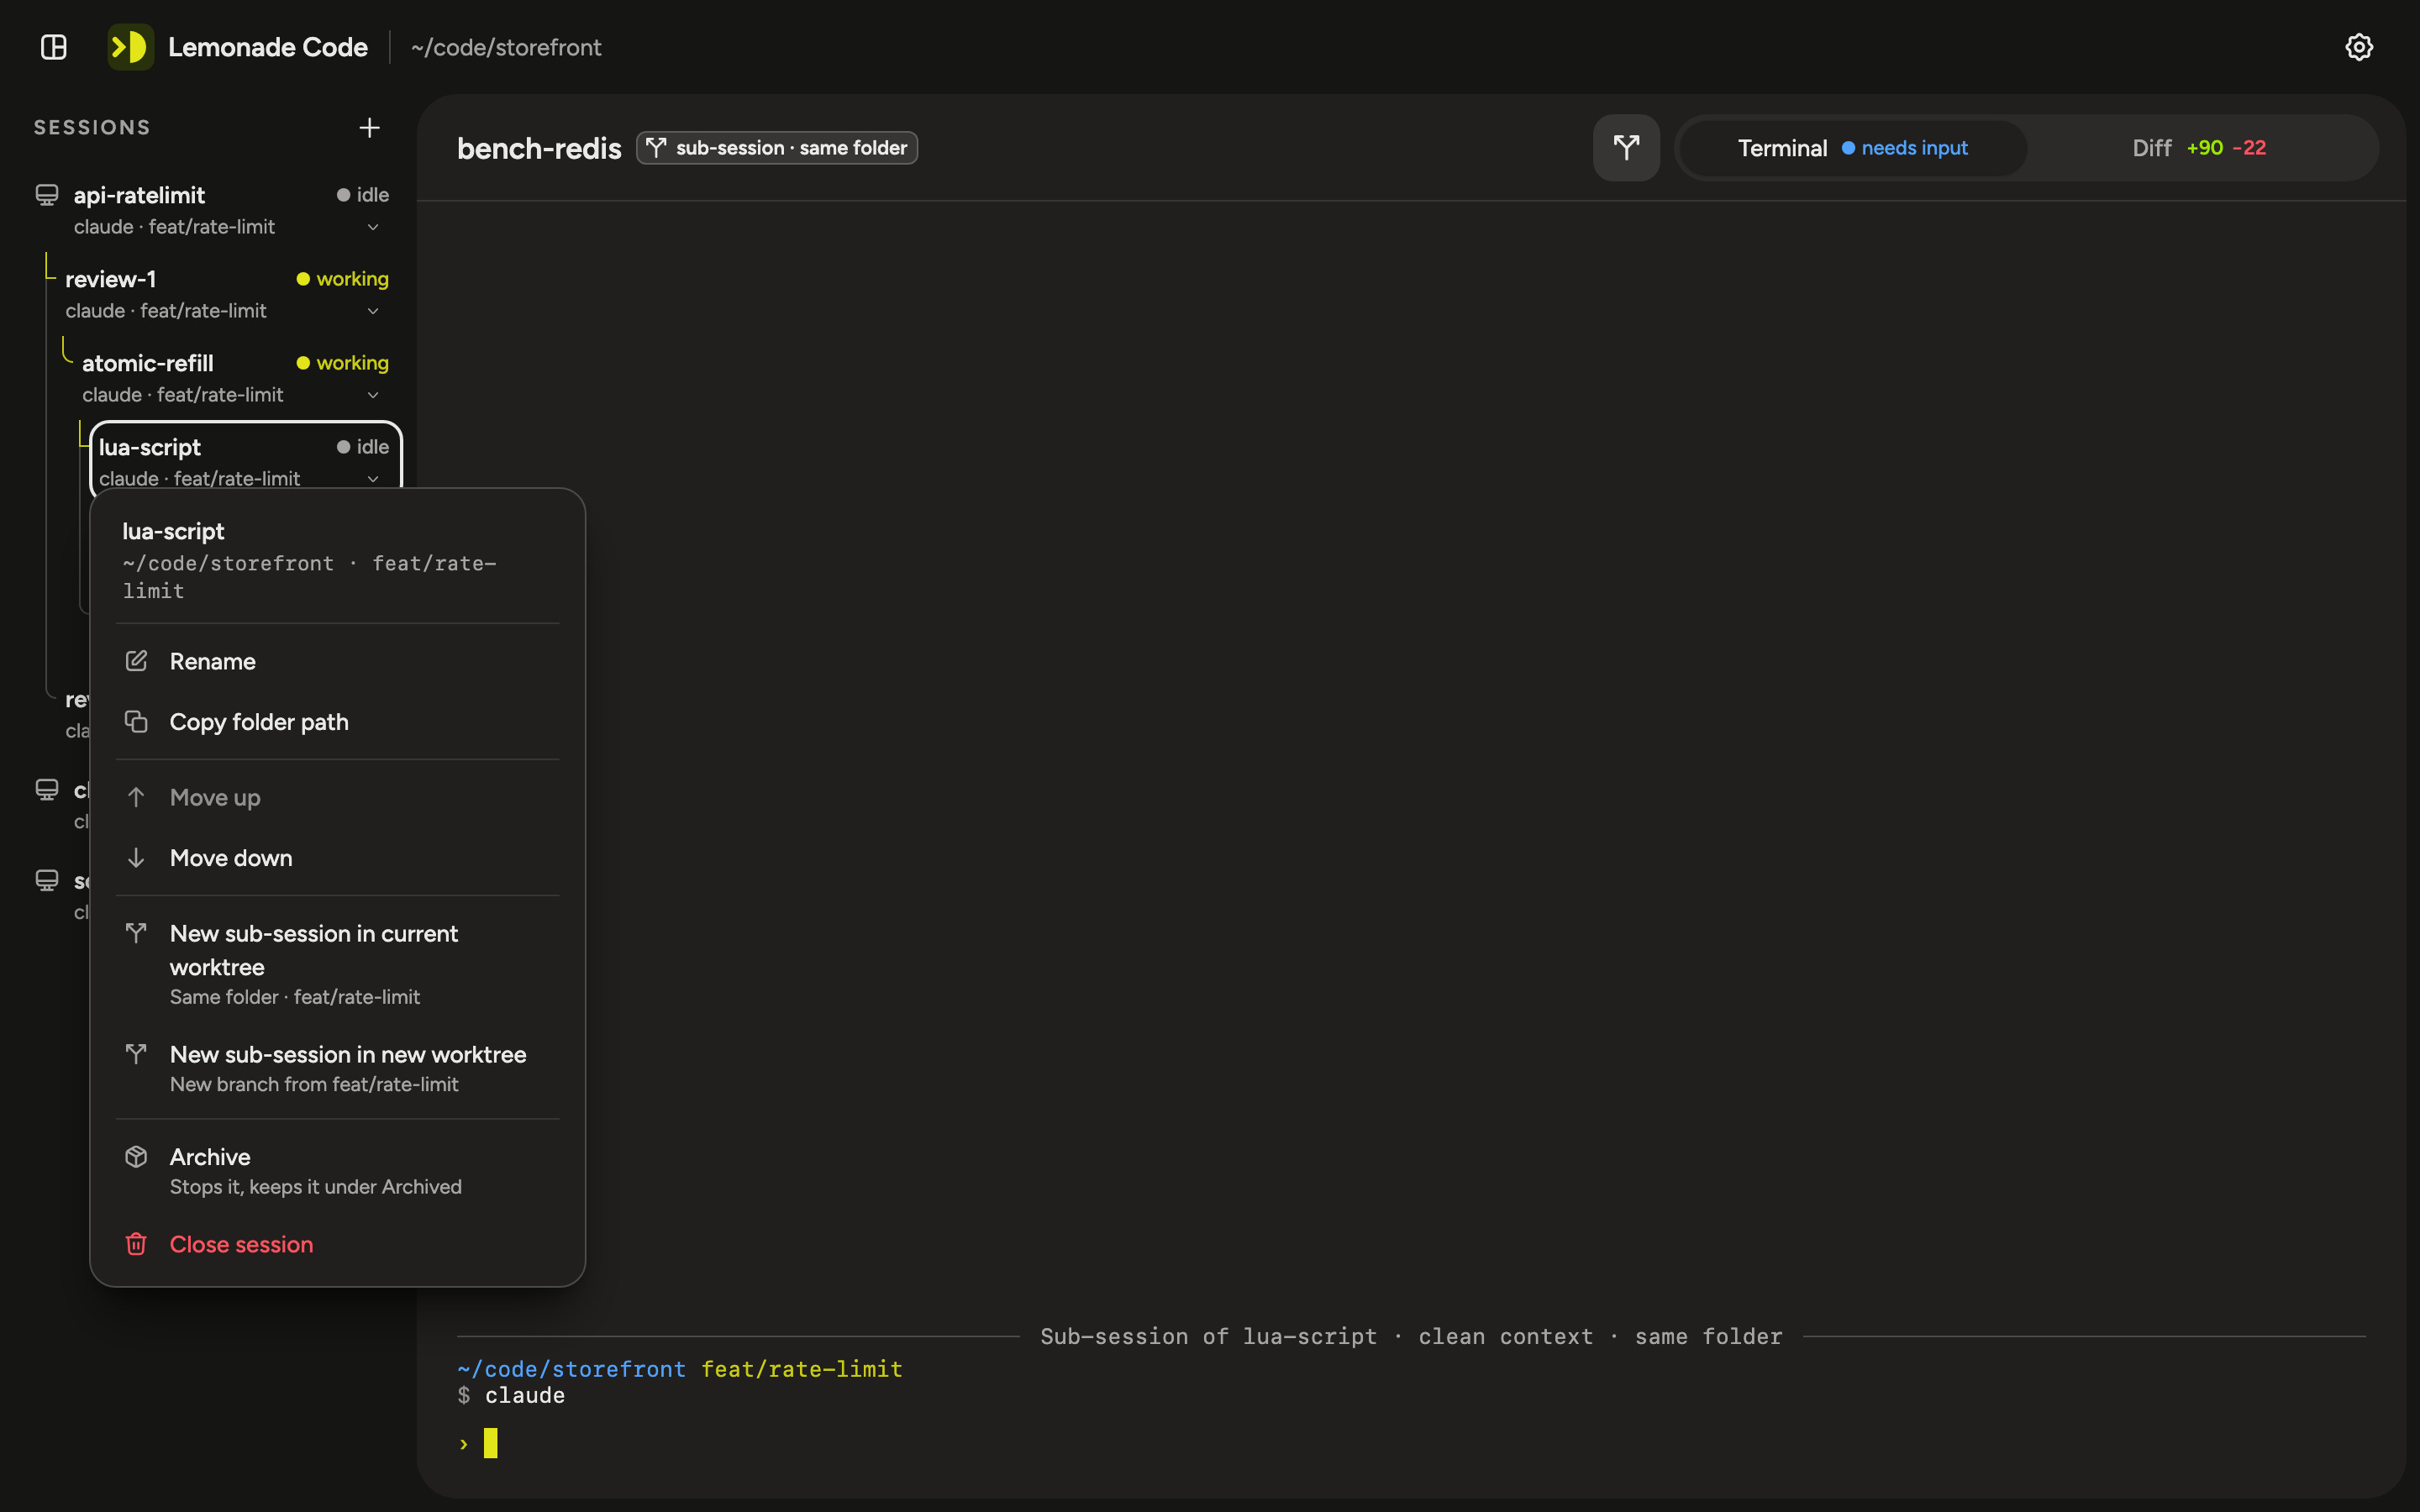 Lemonade Code
~/code/storefront
SESSIONS
api-ratelimit
idle
claude · feat/rate-limit
review-1
working
claude · feat/rate-limit
atomic-refill
working
claude · feat/rate-limit
lua-script
idle
claude · feat/rate-limit
lua-script
~/code/storefront · feat/rate-
limit
Rename
Copy folder path
Move up
Move down
New sub-session in current
worktree
Same folder · feat/rate-limit
New sub-session in new worktree
New branch from feat/rate-limit
Archive
Stops it, keeps it under Archived
Close session
bench-redis
sub-session · same folder
Terminal
needs input
Diff +90 -22
Sub-session of lua-script · clean context · same folder
~/code/storefront feat/rate-limit
$ claude
›